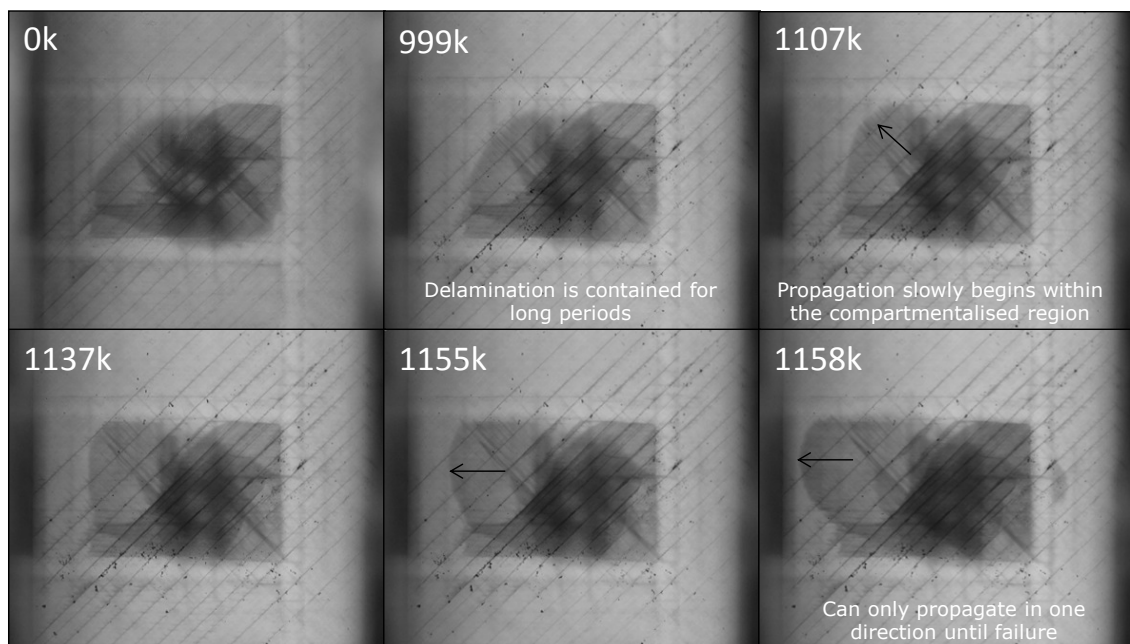 0k
999k
1107k
Delamination is contained for
long periods
Propagation slowly begins within
the compartmentalised region
1137k
1155k
1158k
Can only propagate in one
direction until failure